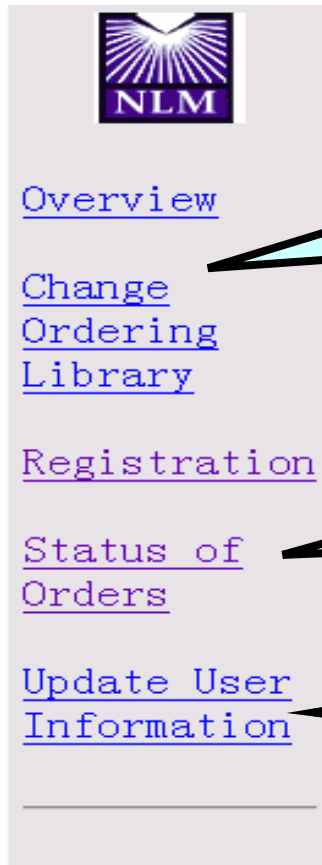 NLM
Overview
Change
Ordering
Library
Registration
Status of
Orders
Update User
Information